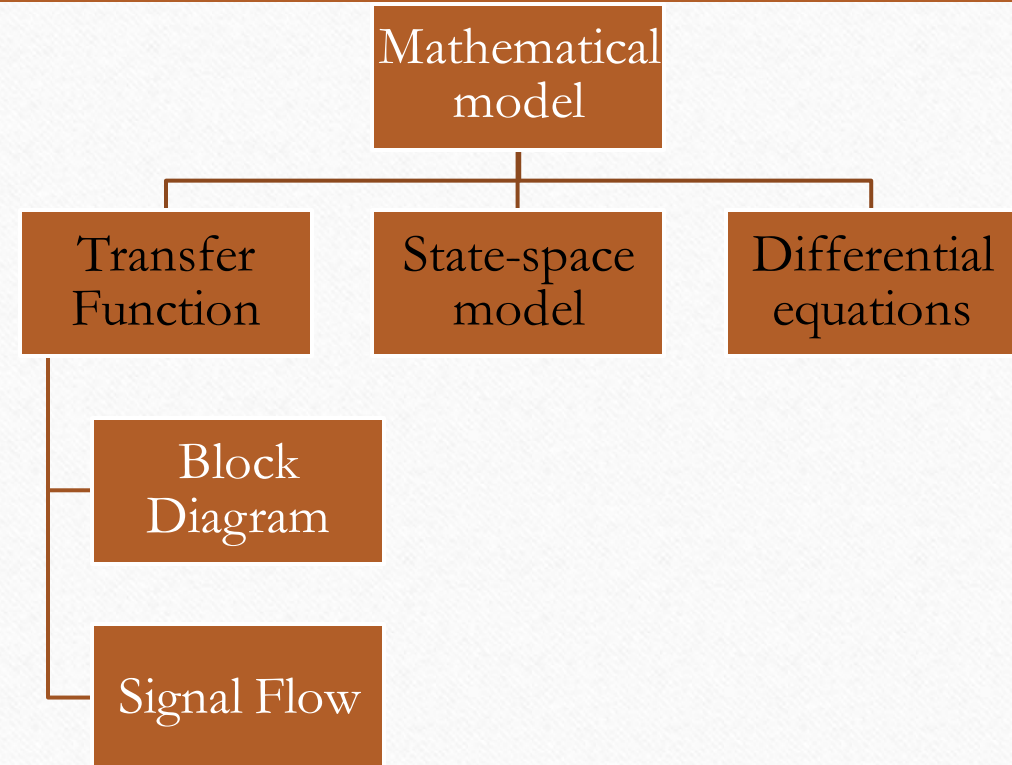 Mathematical
model
Transfer
Function
State-space
model
Differential
equations
Block
Diagram
Signal Flow